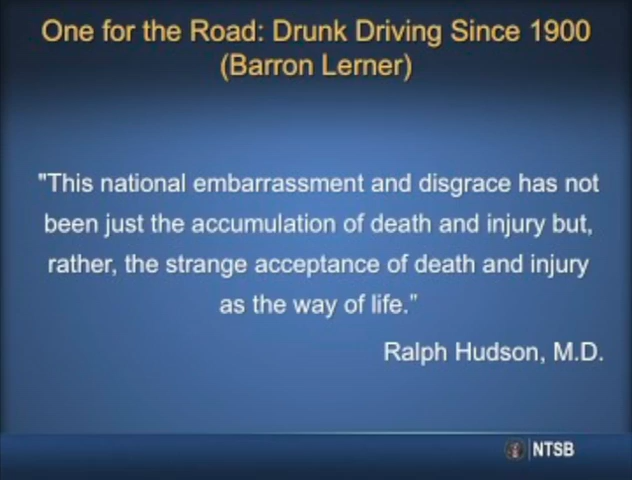 One for the Road: Drunk Driving Since 1900
(Barron Lerner)
"This national embarrassment and disgrace has not
been just the accumulation of death and injury but,
rather, the strange acceptance of death and injury
as the way of life."
Ralph Hudson, M.D.
NTSB